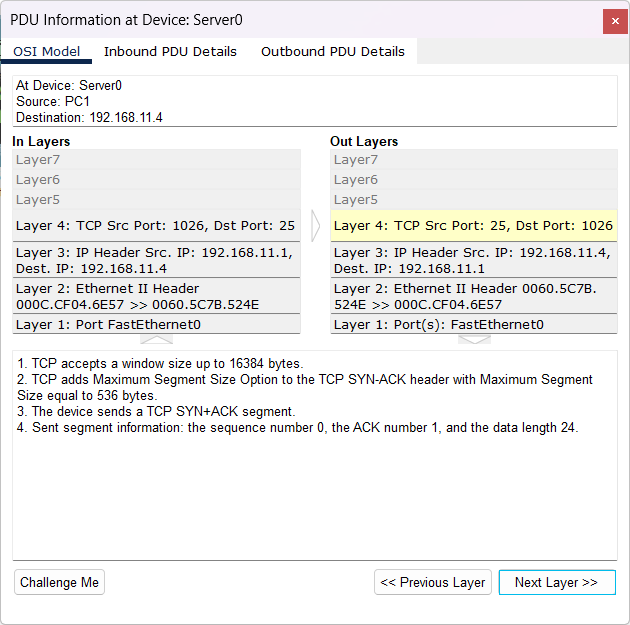 PDU Information at Device: Server0
OSI Model Inbound PDU Details Outbound PDU Details
At Device: Server0
Source: PC1
Destination: 192.168.11.4
In Layers
Layer7
Layer6
Layer5
Layer 4: TCP Src Port: 1026, Dst Port: 25
Layer 3: IP Header Src. IP: 192.168.11.1,
Dest. IP: 192.168.11.4
Layer 2: Ethernet II Header
000C.CF04.6E57 >> 0060.5C7B.524E
Layer 1: Port FastEthernet0
Out Layers
Layer7
Layer6
Layer5
Layer 4: TCP Src Port: 25, Dst Port: 1026
Layer 3: IP Header Src. IP: 192.168.11.4,
Dest. IP: 192.168.11.1
Layer 2: Ethernet II Header 0060.5C7B.
524E >> 000C.CF04.6E57
Layer 1: Port(s): FastEthernet0
1. TCP accepts a window size up to 16384 bytes.
2. TCP adds Maximum Segment Size Option to the TCP SYN-ACK header with Maximum Segment
Size equal to 536 bytes.
3. The device sends a TCP SYN+ACK segment.
4. Sent segment information: the sequence number 0, the ACK number 1, and the data length 24.
Challenge Me << Previous Layer Next Layer >>